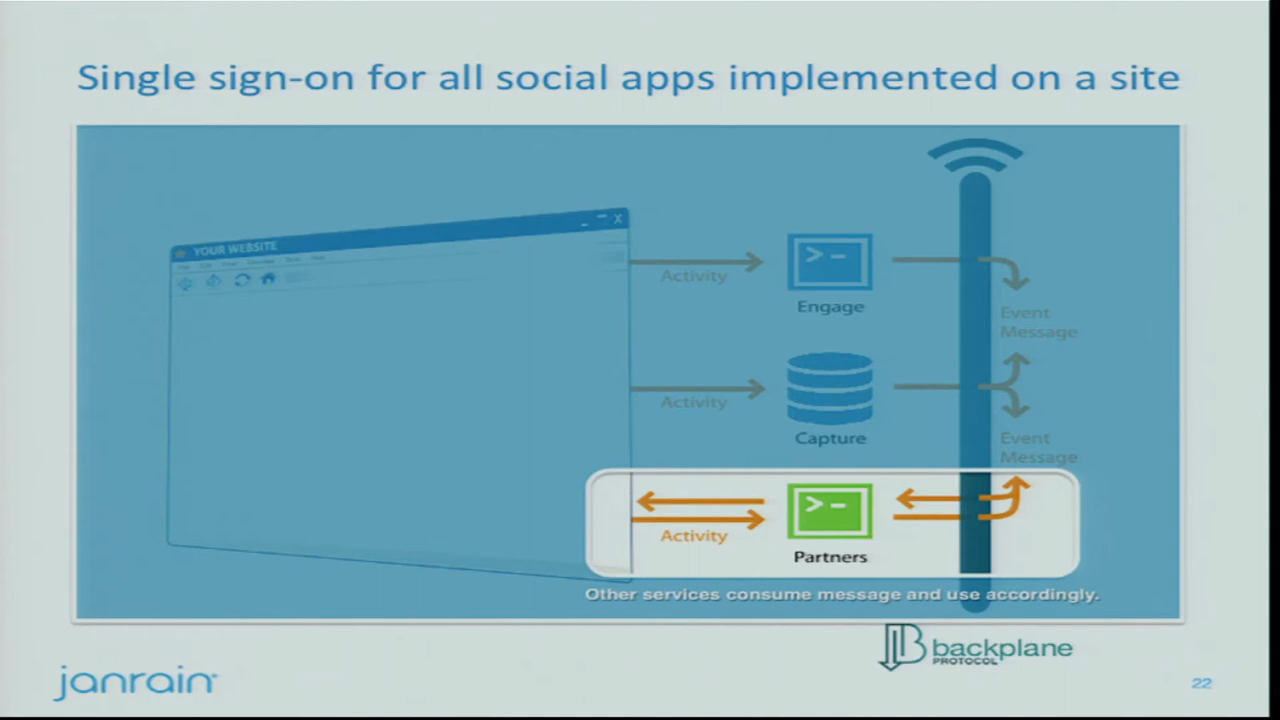 Single sign-on for all social apps implemented on a site
YOUR WEBSITE
X
Activity
Engage
Event
Message
Activity
Capture
Event
Message
Activity
Partners
Other services consume message and use accordingly.
backplane
PROTOCOL
janrain
22